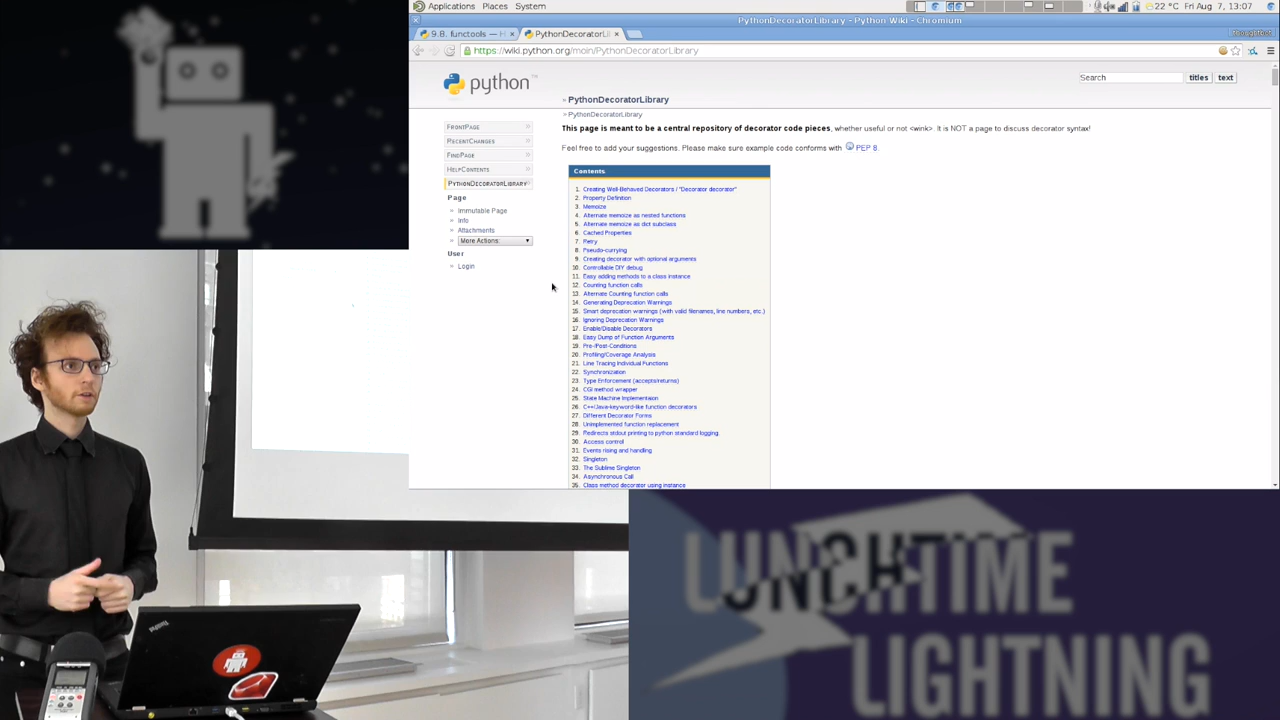 Applications Places System
22 °C Fri Aug 7, 13:07
PythonDecoratorLibrary - Python Wiki - Chromium
9.8. functools — H
PythonDecoratorLi
https://wiki.python.org/moin/PythonDecoratorLibrary
python
Search titles text
FrontPage
RecentChanges
FindPage
HelpContents
PythonDecoratorLibrary
Page
Immutable Page
Info
Attachments
More Actions:
User
Login
» PythonDecoratorLibrary
» PythonDecoratorLibrary
This page is meant to be a central repository of decorator code pieces, whether useful or not <wink>. It is NOT a page to discuss decorator syntax!
Feel free to add your suggestions. Please make sure example code conforms with PEP 8.
Contents
1. Creating Well-Behaved Decorators / "Decorator decorator"
2. Property Definition
3. Memoize
4. Alternate memoize as nested functions
5. Alternate memoize as dict subclass
6. Cached Properties
7. Retry
8. Pseudo-currying
9. Creating decorator with optional arguments
10. Controllable DIY debug
11. Easy adding methods to a class instance
12. Counting function calls
13. Alternate Counting function calls
14. Generating Deprecation Warnings
15. Smart deprecation warnings (with valid filenames, line numbers, etc.)
16. Ignoring Deprecation Warnings
17. Enable/Disable Decorators
18. Easy Dump of Function Arguments
19. Pre-/Post-Conditions
20. Profiling/Coverage Analysis
21. Line Tracing Individual Functions
22. Synchronization
23. Type Enforcement (accepts/returns)
24. CGI method wrapper
25. State Machine Implementaion
26. C++/Java-keyword-like function decorators
27. Different Decorator Forms
28. Unimplemented function replacement
29. Redirects stdout printing to python standard logging.
30. Access control
31. Events rising and handling
32. Singleton
33. The Sublime Singleton
34. Asynchronous Call
35. Class method decorator using instance
ThinkPad
LUNCHTIME
LIGHTNING